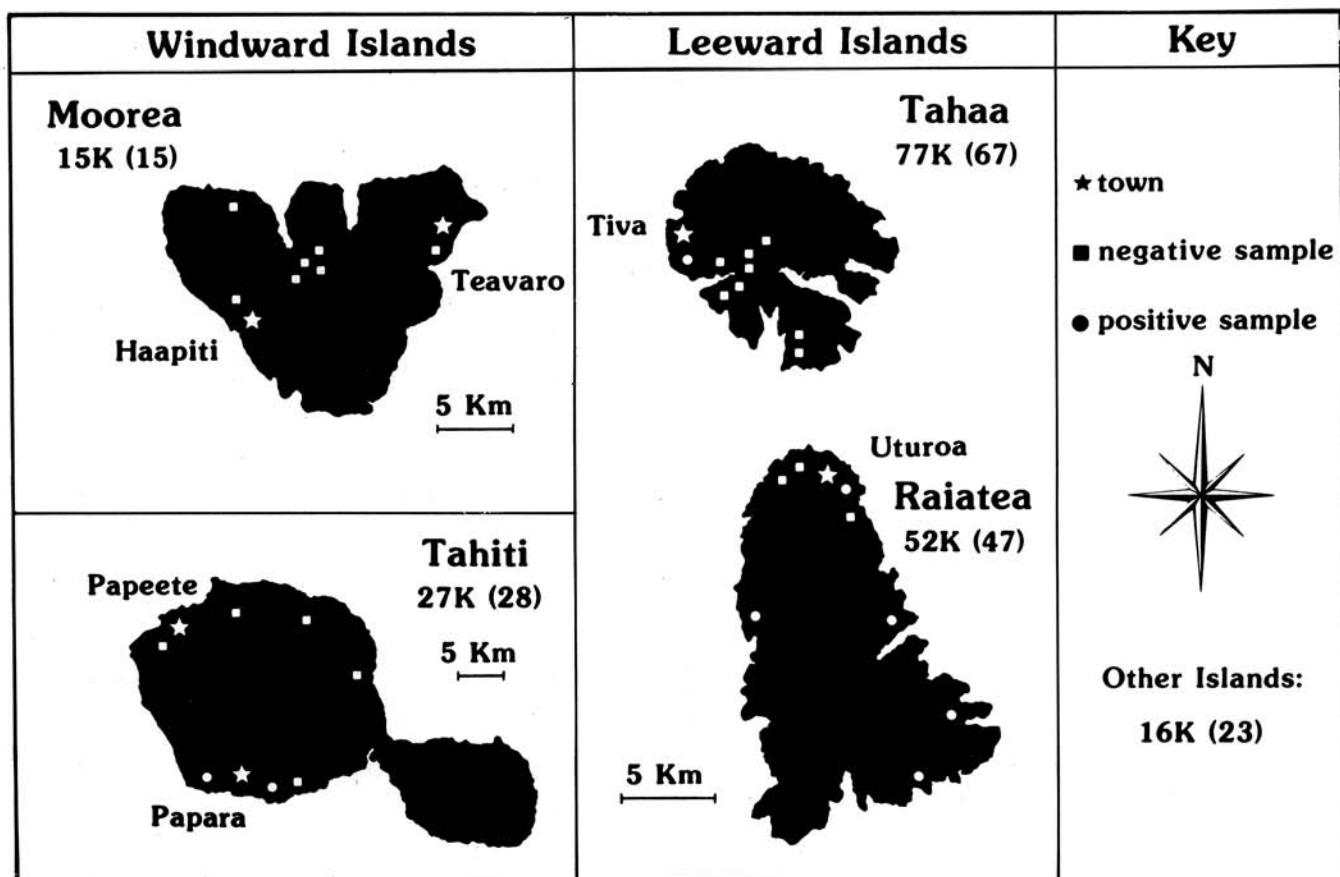 Windward Islands
Leeward Islands
Key
Moorea
15K (15)
Teavaro
Haapiti
5 Km
Tahiti
27K (28)
Papeete
5 Km
Papara
Tahaa
77K (67)
Tiva
Uturoa
Raiatea
52K (47)
5 Km
town
negative sample
positive sample
N
Other Islands:
16K (23)